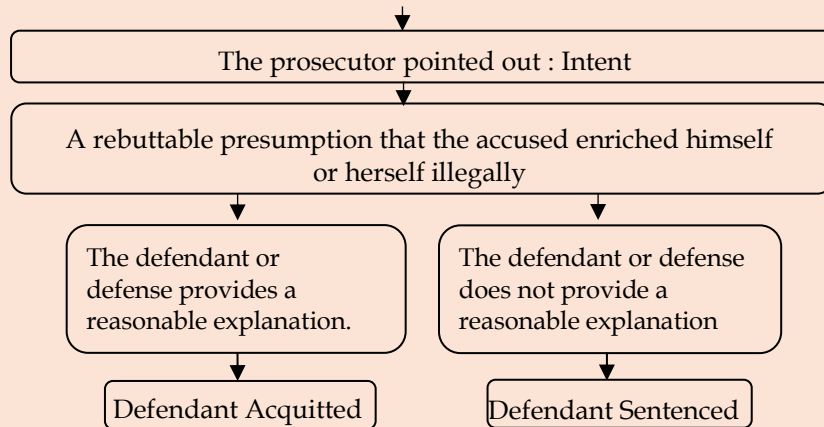 The prosecutor pointed out : Intent
A rebuttable presumption that the accused enriched himself
or herself illegally
The defendant or
defense provides a
reasonable explanation.
The defendant or defense
does not provide a
reasonable explanation
Defendant Acquitted
Defendant Sentenced